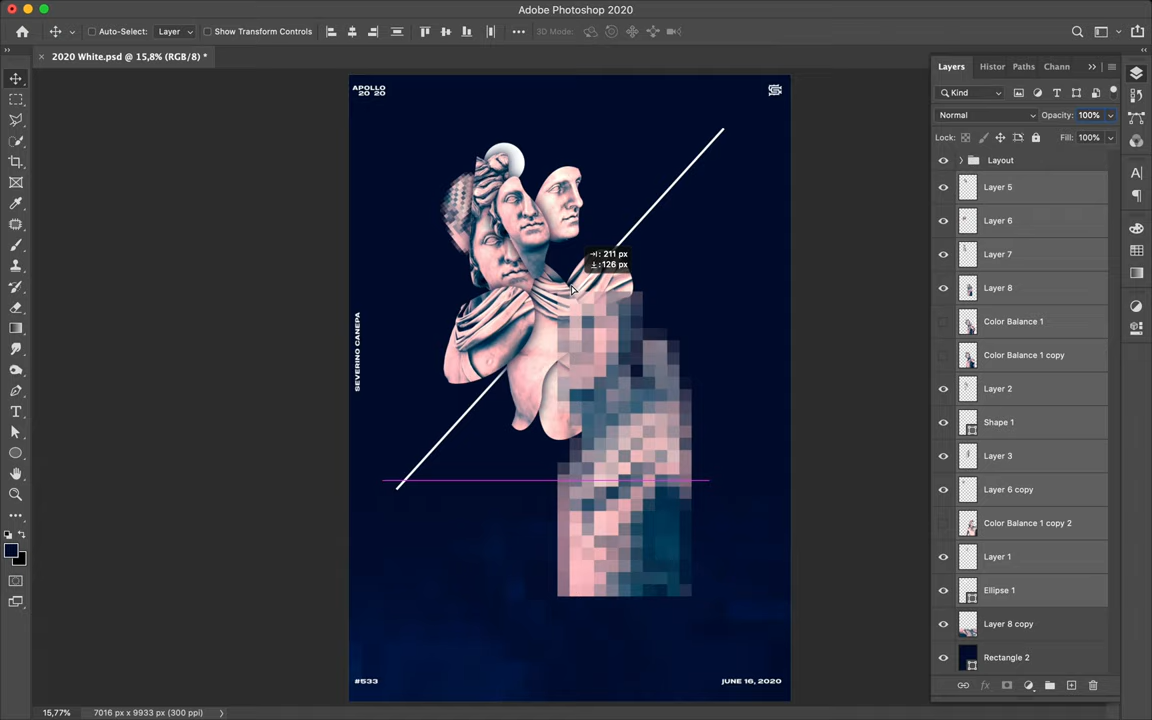 Adobe Photoshop 2020
Auto-Select:
Layer
Show Transform Controls
3D Mode:
2020 White.psd @ 15,8% (RGB/8) *
Layers
Histor
Paths
Chann
Kind
Normal
Opacity: 100%
Lock:
Fill: 100%
Layout
Layer 5
Layer 6
Layer 7
Layer 8
Color Balance 1
Color Balance 1 copy
Layer 2
Shape 1
Layer 3
Layer 6 copy
Color Balance 1 copy 2
Layer 1
Ellipse 1
Layer 8 copy
Rectangle 2
APOLLO
20 20
: 211 px
: 126 px
SEVERINO CANEPA
#533
JUNE 16, 2020
15,77%
7016 px x 9933 px (300 ppi)